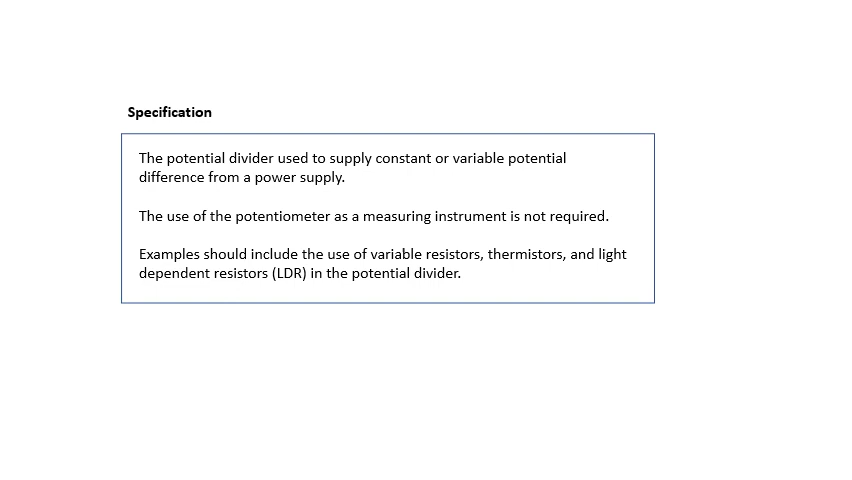 Specification
The potential divider used to supply constant or variable potential
difference from a power supply.
The use of the potentiometer as a measuring instrument is not required.
Examples should include the use of variable resistors, thermistors, and light
dependent resistors (LDR) in the potential divider.